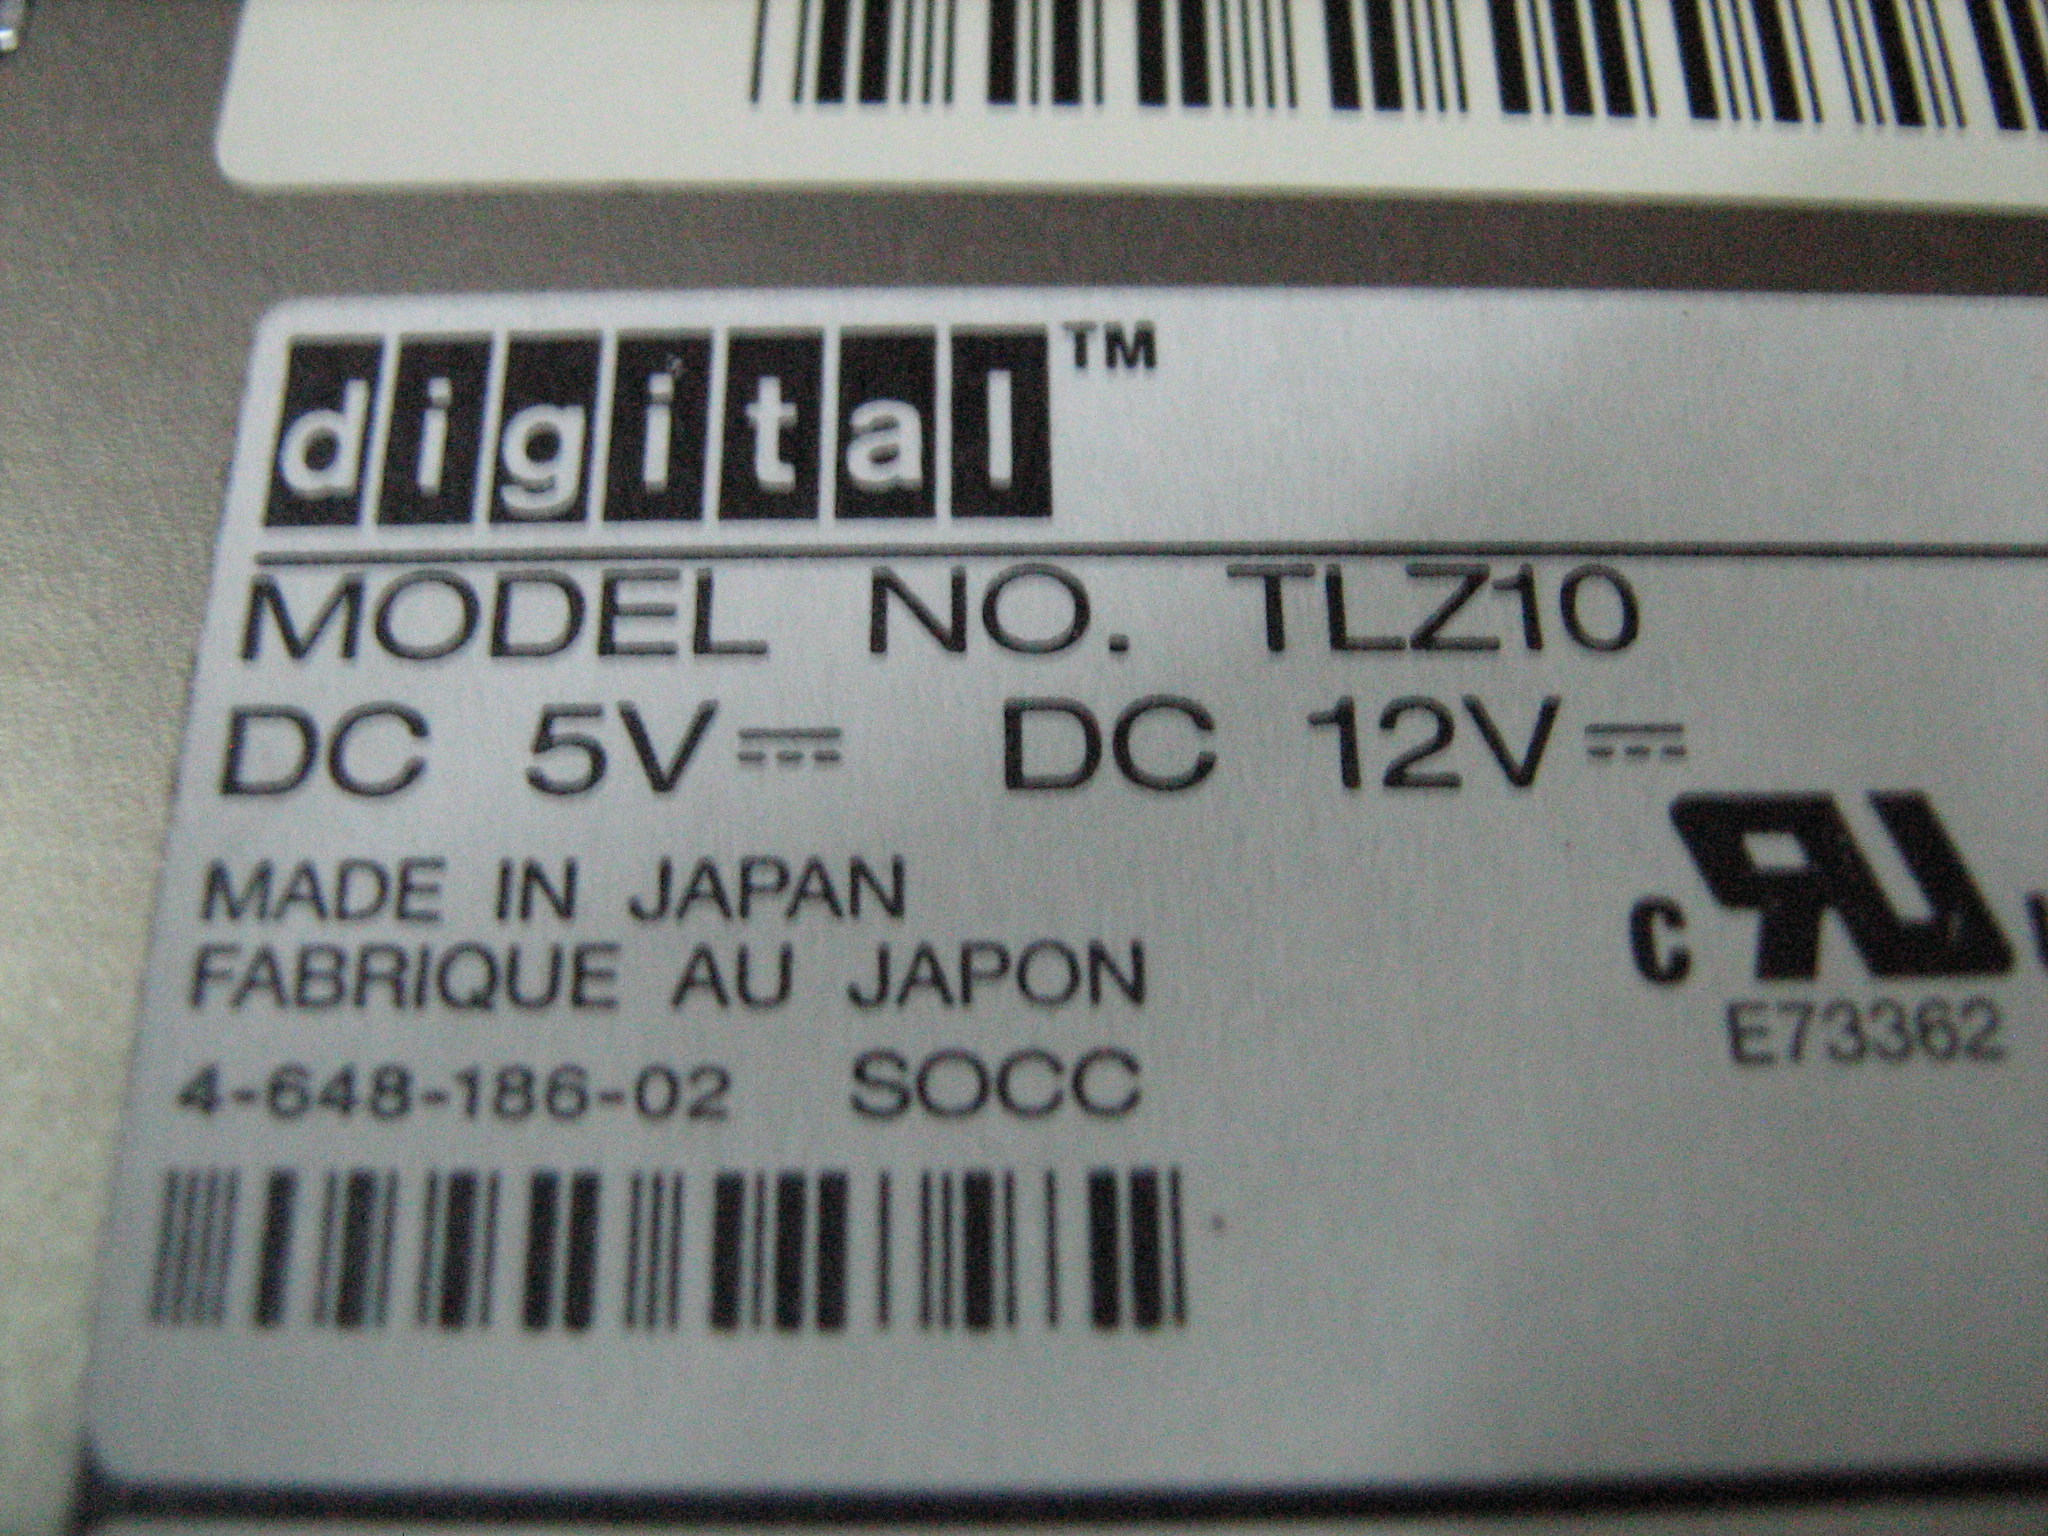 digital™
MODEL NO. TLZ10
DC 5V⎓ DC 12V⎓
MADE IN JAPAN
FABRIQUE AU JAPON
C RU
E73362
4-648-186-02 SOCC